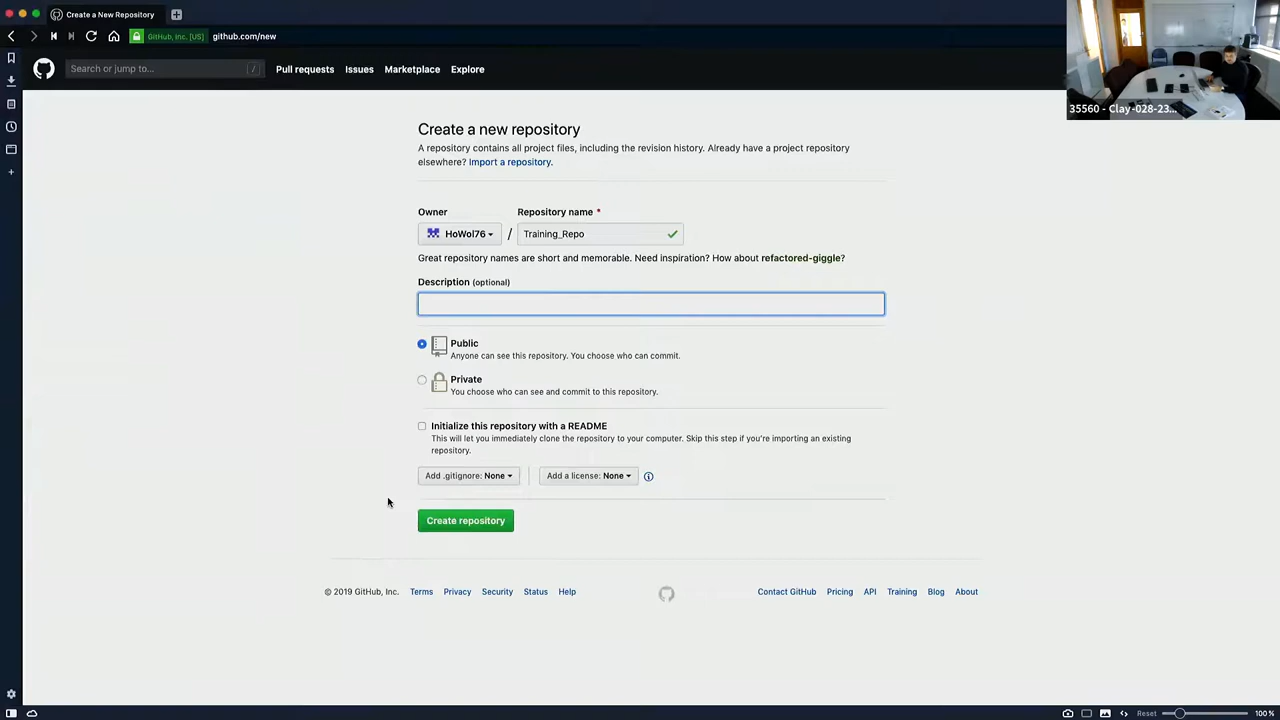 Create a New Repository
GitHub, Inc. [US]
github.com/new
Search or jump to...
/
Pull requests
Issues
Marketplace
Explore
35560 - Clay-028-23...
Create a new repository
A repository contains all project files, including the revision history. Already have a project repository
elsewhere? Import a repository.
Owner
Repository name *
HoWol76
/
Training_Repo
Great repository names are short and memorable. Need inspiration? How about refactored-giggle?
Description (optional)
Public
Anyone can see this repository. You choose who can commit.
Private
You choose who can see and commit to this repository.
Initialize this repository with a README
This will let you immediately clone the repository to your computer. Skip this step if you're importing an existing
repository.
Add .gitignore: None
Add a license: None
Create repository
© 2019 GitHub, Inc.
Terms
Privacy
Security
Status
Help
Contact GitHub
Pricing
API
Training
Blog
About
Reset
100 %